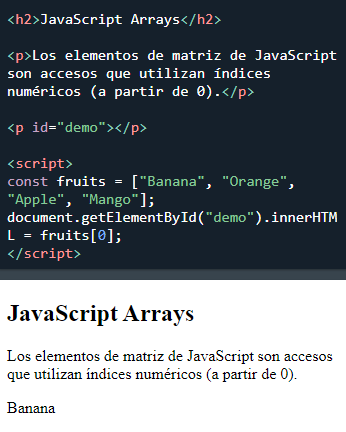 <h2>JavaScript Arrays</h2>
<p>Los elementos de matriz de JavaScript
son accesos que utilizan índices
numéricos (a partir de 0).</p>
<p id="demo"></p>
<script>
const fruits = ["Banana", "Orange",
"Apple", "Mango"];
document.getElementById("demo").innerHTM
L = fruits[0];
</script>
JavaScript Arrays
Los elementos de matriz de JavaScript son accesos
que utilizan índices numéricos (a partir de 0).
Banana